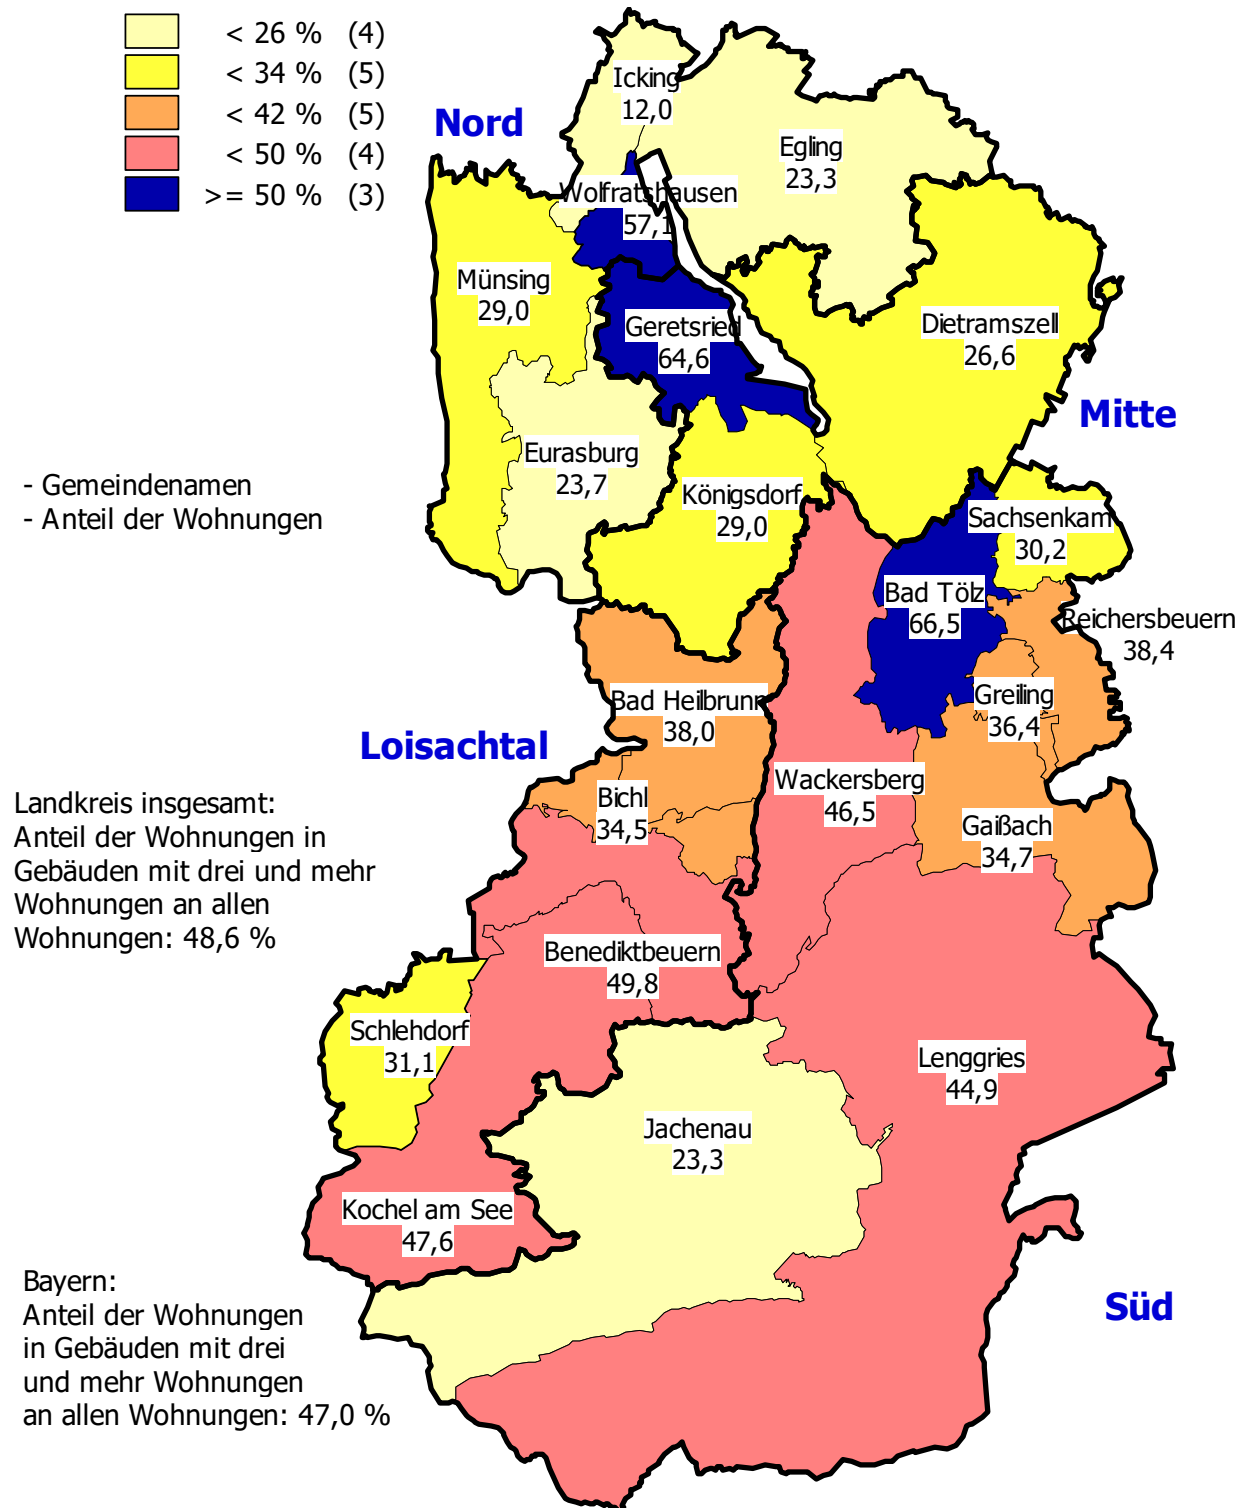 < 26 % (4)
< 34 % (5)
< 42 % (5)
< 50 % (4)
>= 50 % (3)
Nord
Icking
12,0
Egling
23,3
Wolfratshausen
57,1
Münsing
29,0
Geretsried
64,6
Dietramszell
26,6
Mitte
Eurasburg
23,7
- Gemeindenamen
- Anteil der Wohnungen
Königsdorf
29,0
Sachsenkam
30,2
Bad Tölz
66,5
Reichersbeuern
38,4
Bad Heilbrunn
38,0
Greiling
36,4
Loisachtal
Wackersberg
46,5
Bichl
34,5
Gaißach
34,7
Landkreis insgesamt:
Anteil der Wohnungen in
Gebäuden mit drei und mehr
Wohnungen an allen
Wohnungen: 48,6 %
Benediktbeuern
49,8
Schlehdorf
31,1
Lenggries
44,9
Jachenau
23,3
Kochel am See
47,6
Bayern:
Anteil der Wohnungen
in Gebäuden mit drei
und mehr Wohnungen
an allen Wohnungen: 47,0 %
Süd